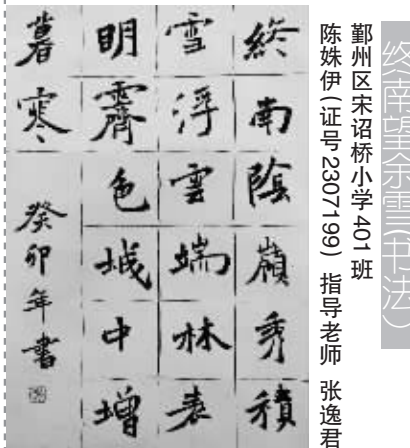 终南望余雪(书法)
鄞州区宋诏桥小学401班
陈姝伊(证号2307199) 指导老师 张逸君
終南陰嶺秀積
雪浮雲端林表
明霽色城中增
暮寒 癸卯年書